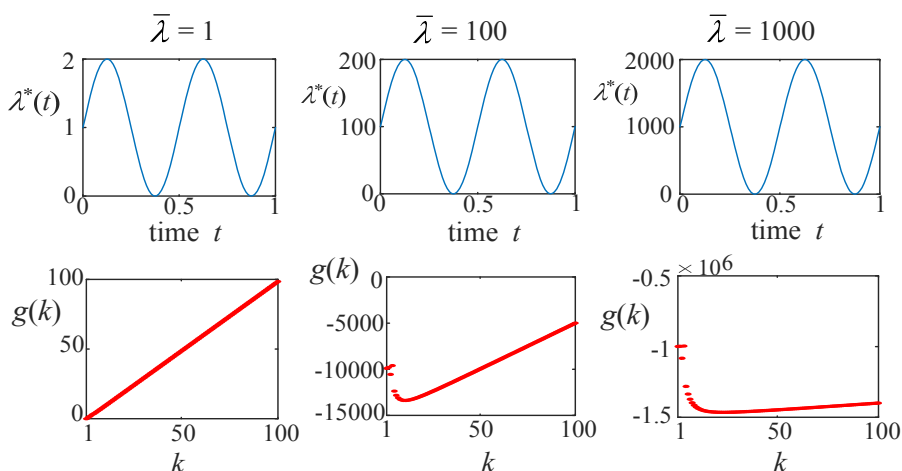 λ̅ = 1
λ̅ = 100
λ̅ = 1000
2
1
0
λ*(t)
0 0.5 1
time t
200
100
0
λ*(t)
0 0.5 1
time t
2000
1000
0
λ*(t)
0 0.5 1
time t
100
50
0
g(k)
1 50 100
k
0
-5000
-10000
-15000
g(k)
1 50 100
k
-0.5
× 10⁶
-1
-1.5
g(k)
1 50 100
k